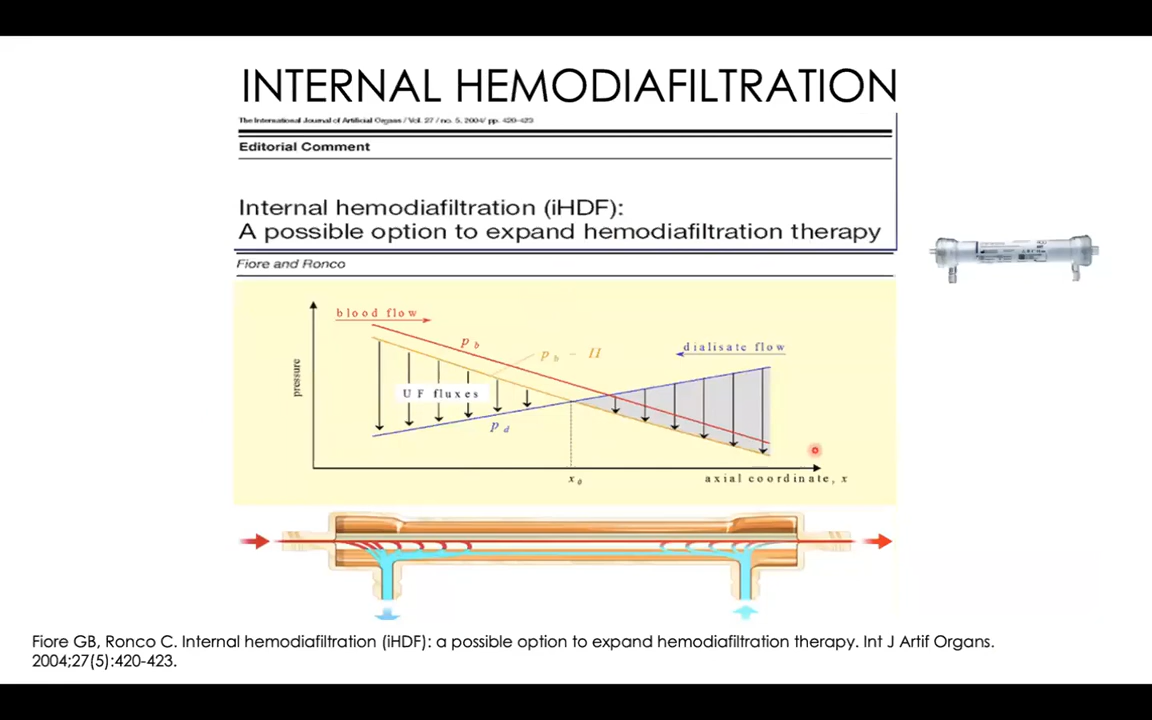 INTERNAL HEMODIAFILTRATION
The International Journal of Artificial Organs / Vol. 27 / no. 5, 2004/ pp. 420-423
Editorial Comment
Internal hemodiafiltration (iHDF):
A possible option to expand hemodiafiltration therapy
Fiore and Ronco
blood flow
p b
p b – Π
dialisate flow
pressure
UF fluxes
p d
x 0
axial coordinate, x
Fiore GB, Ronco C. Internal hemodiafiltration (iHDF): a possible option to expand hemodiafiltration therapy. Int J Artif Organs.
2004;27(5):420-423.